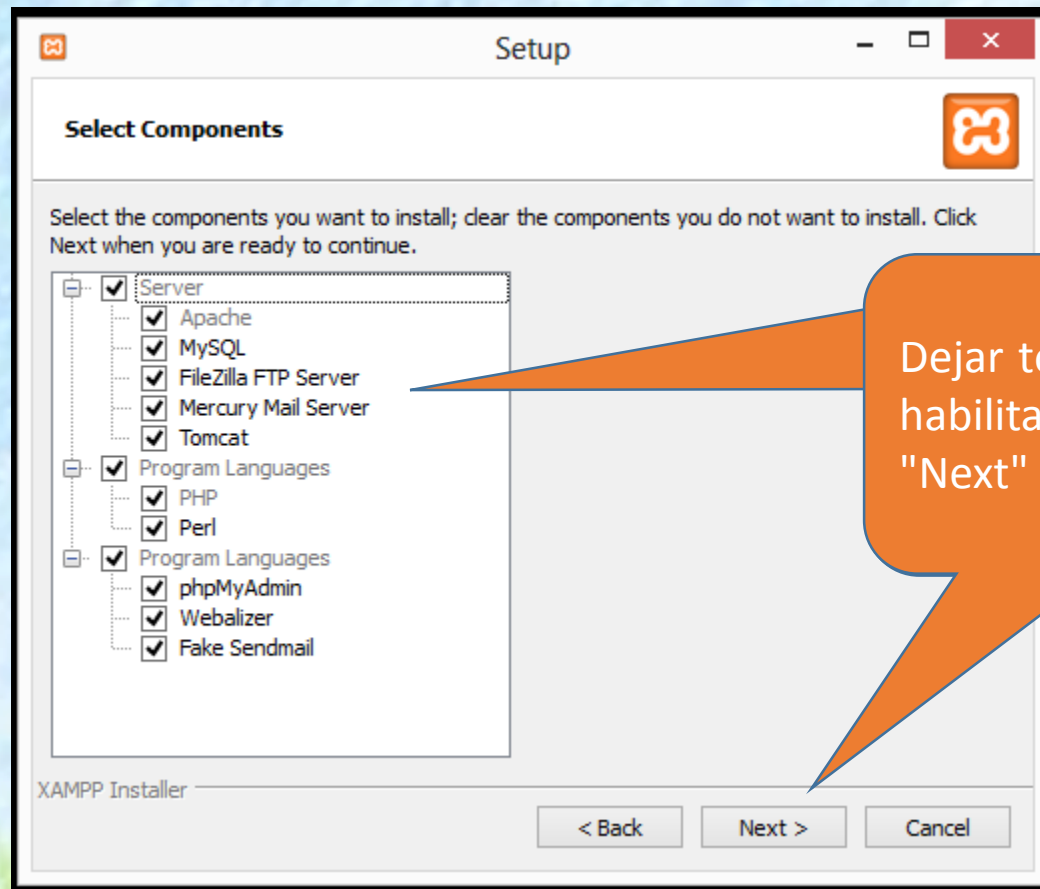 Setup
Select Components
Select the components you want to install; clear the components you do not want to install. Click
Next when you are ready to continue.
Server
Apache
MySQL
FileZilla FTP Server
Mercury Mail Server
Tomcat
Program Languages
PHP
Perl
Program Languages
phpMyAdmin
Webalizer
Fake Sendmail
Dejar
"Next"
XAMPP Installer
< Back
Next >
Cancel